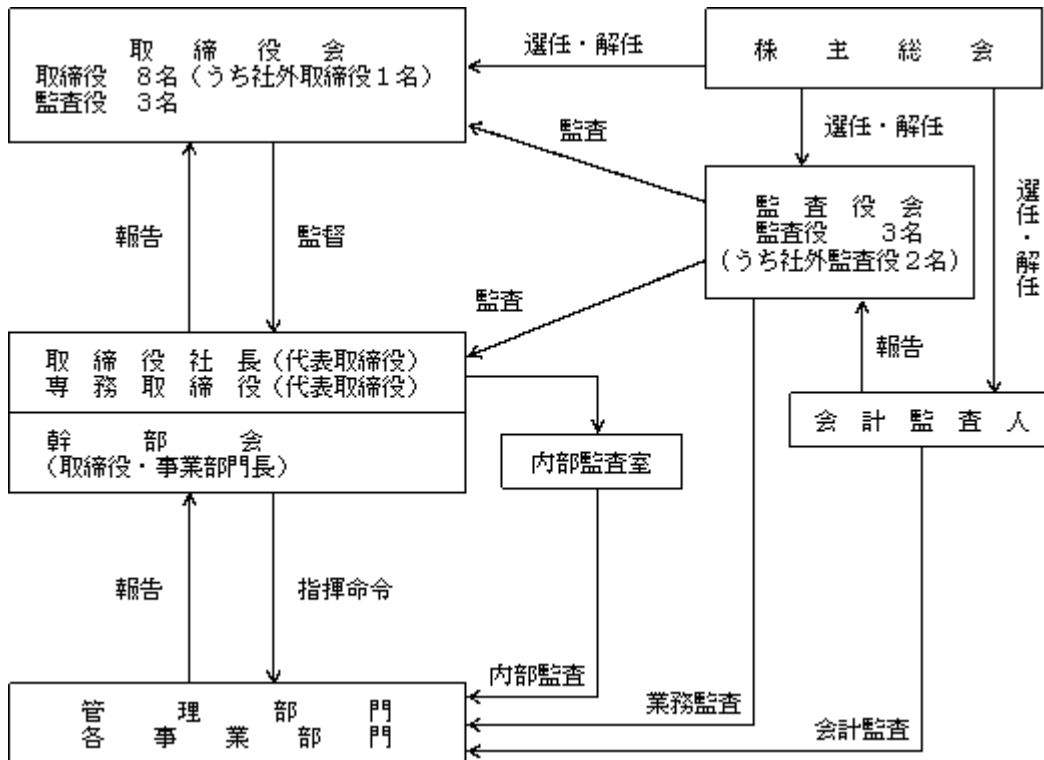 取締役会
取締役 8名(うち社外取締役1名)
監査役 3名
選任・解任
株主総会
監査
選任・解任
選任・解任
監査役会
監査役 3名
(うち社外監査役2名)
報告
監督
監査
報告
取締役社長(代表取締役)
専務取締役(代表取締役)
幹部会
(取締役・事業部門長)
内部監査室
会計監査人
報告
指揮命令
内部監査
業務監査
会計監査
管理部門
各事業部門